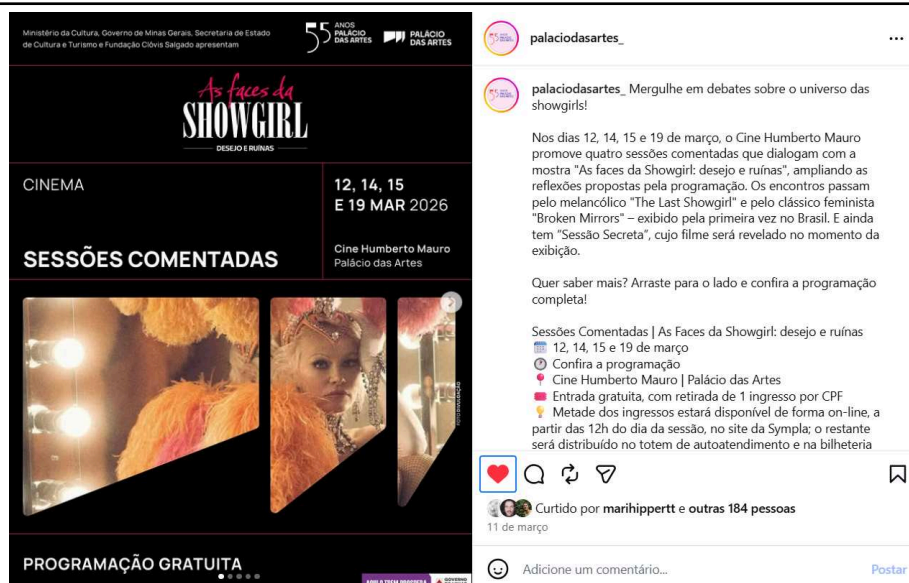 Ministério da Cultura, Governo de Minas Gerais, Secretaria de Estado
de Cultura e Turismo e Fundação Clóvis Salgado apresentam
55 ANOS
PALÁCIO
DAS ARTES
PALÁCIO
DAS ARTES
As faces da
SHOWGIRL
DESEJO E RUÍNAS
CINEMA
12, 14, 15
E 19 MAR 2026
SESSÕES COMENTADAS
Cine Humberto Mauro
Palácio das Artes
FOTO DIVULGAÇÃO
PROGRAMAÇÃO GRATUITA
AQUI O TREM PROSPERA
GOVERNO
palaciodasartes_
palaciodasartes_ Mergulhe em debates sobre o universo das
showgirls!
Nos dias 12, 14, 15 e 19 de março, o Cine Humberto Mauro
promove quatro sessões comentadas que dialogam com a
mostra "As faces da Showgirl: desejo e ruínas", ampliando as
reflexões propostas pela programação. Os encontros passam
pelo melancólico "The Last Showgirl" e pelo clássico feminista
"Broken Mirrors" – exibido pela primeira vez no Brasil. E ainda
tem "Sessão Secreta", cujo filme será revelado no momento da
exibição.
Quer saber mais? Arraste para o lado e confira a programação
completa!
Sessões Comentadas | As Faces da Showgirl: desejo e ruínas
12, 14, 15 e 19 de março
Confira a programação
Cine Humberto Mauro | Palácio das Artes
Entrada gratuita, com retirada de 1 ingresso por CPF
Metade dos ingressos estará disponível de forma on-line, a
partir das 12h do dia da sessão, no site da Sympla; o restante
será distribuído no totem de autoatendimento e na bilheteria
Curtido por marihippertt e outras 184 pessoas
11 de março
Adicione um comentário...
Postar